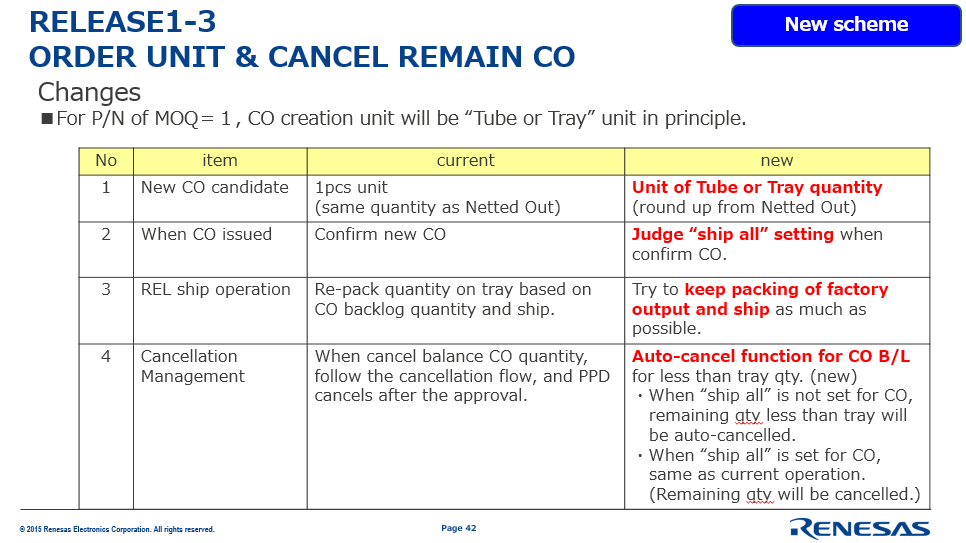 RELEASE1-3
New scheme
ORDER UNIT & CANCEL REMAIN CO
Changes
■For P/N of MOQ=１, CO creation unit will be “Tube or Tray” unit in principle.
No item current new
1 New CO candidate 1pcs unit Unit of Tube or Tray quantity
(same quantity as Netted Out) (round up from Netted Out)
2 When CO issued Confirm new CO Judge “ship all” setting when
confirm CO.
3 REL ship operation Re-pack quantity on tray based on Try to keep packing of factory
CO backlog quantity and ship. output and ship as much as
possible.
4 Cancellation When cancel balance CO quantity, Auto-cancel function for CO B/L
Management follow the cancellation flow, and PPD for less than tray qty. (new)
cancels after the approval. ・When “ship all” is not set for CO,
remaining qty less than tray will
be auto-cancelled.
・When “ship all” is set for CO,
same as current operation.
(Remaining qty will be cancelled.)
© 2015 Renesas Electronics Corporation. All rights reserved. Page 42 RENESAS